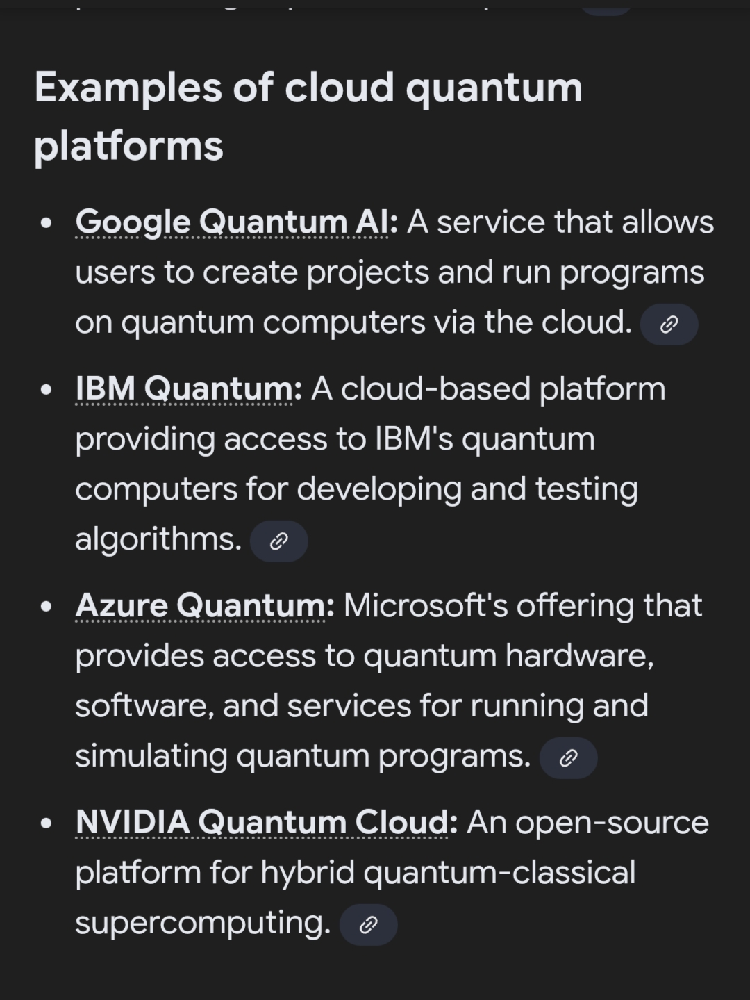 Examples of cloud quantum
platforms
• Google Quantum AI: A service that allows
users to create projects and run programs
on quantum computers via the cloud.
• IBM Quantum: A cloud-based platform
providing access to IBM's quantum
computers for developing and testing
algorithms.
• Azure Quantum: Microsoft's offering that
provides access to quantum hardware,
software, and services for running and
simulating quantum programs.
• NVIDIA Quantum Cloud: An open-source
platform for hybrid quantum-classical
supercomputing.